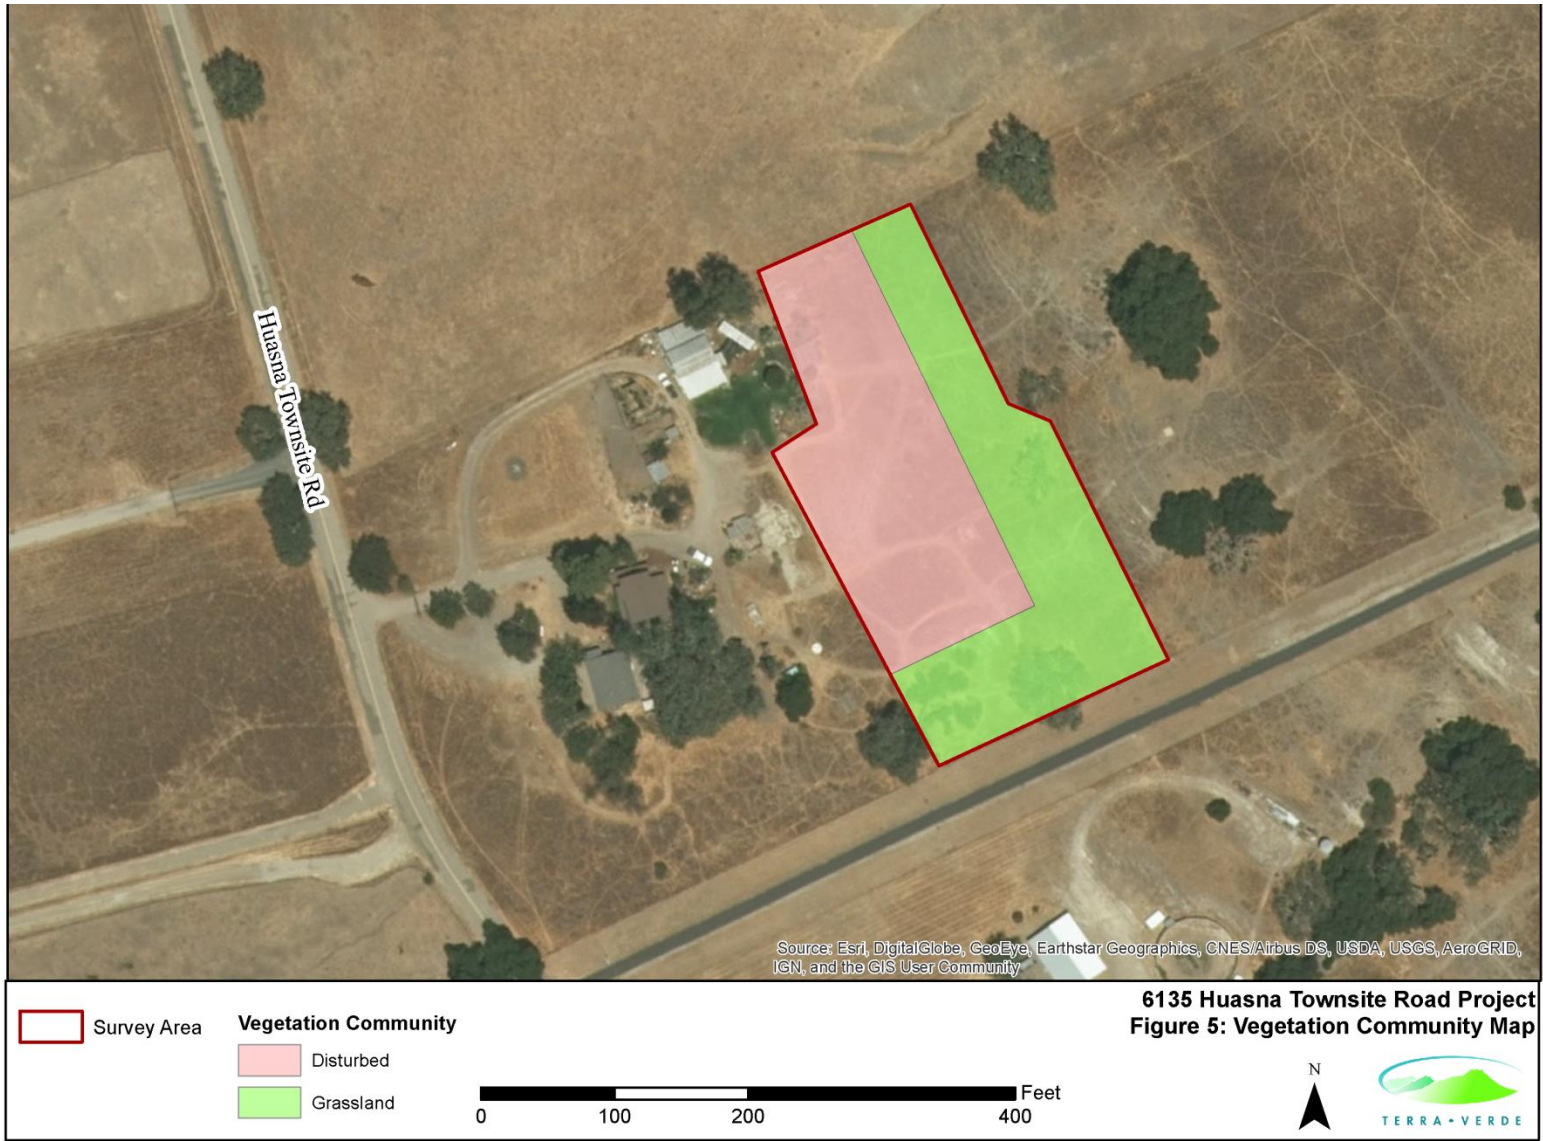 Huasna Townsite Rd
Source: Esri, DigitalGlobe, GeoEye, Earthstar Geographics, CNES/Airbus DS, USDA, USGS, AeroGRID,
IGN, and the GIS User Community
Survey Area
Vegetation Community
Disturbed
Grassland
0 100 200 400 Feet
6135 Huasna Townsite Road Project
Figure 5: Vegetation Community Map
N
TERRA•VERDE